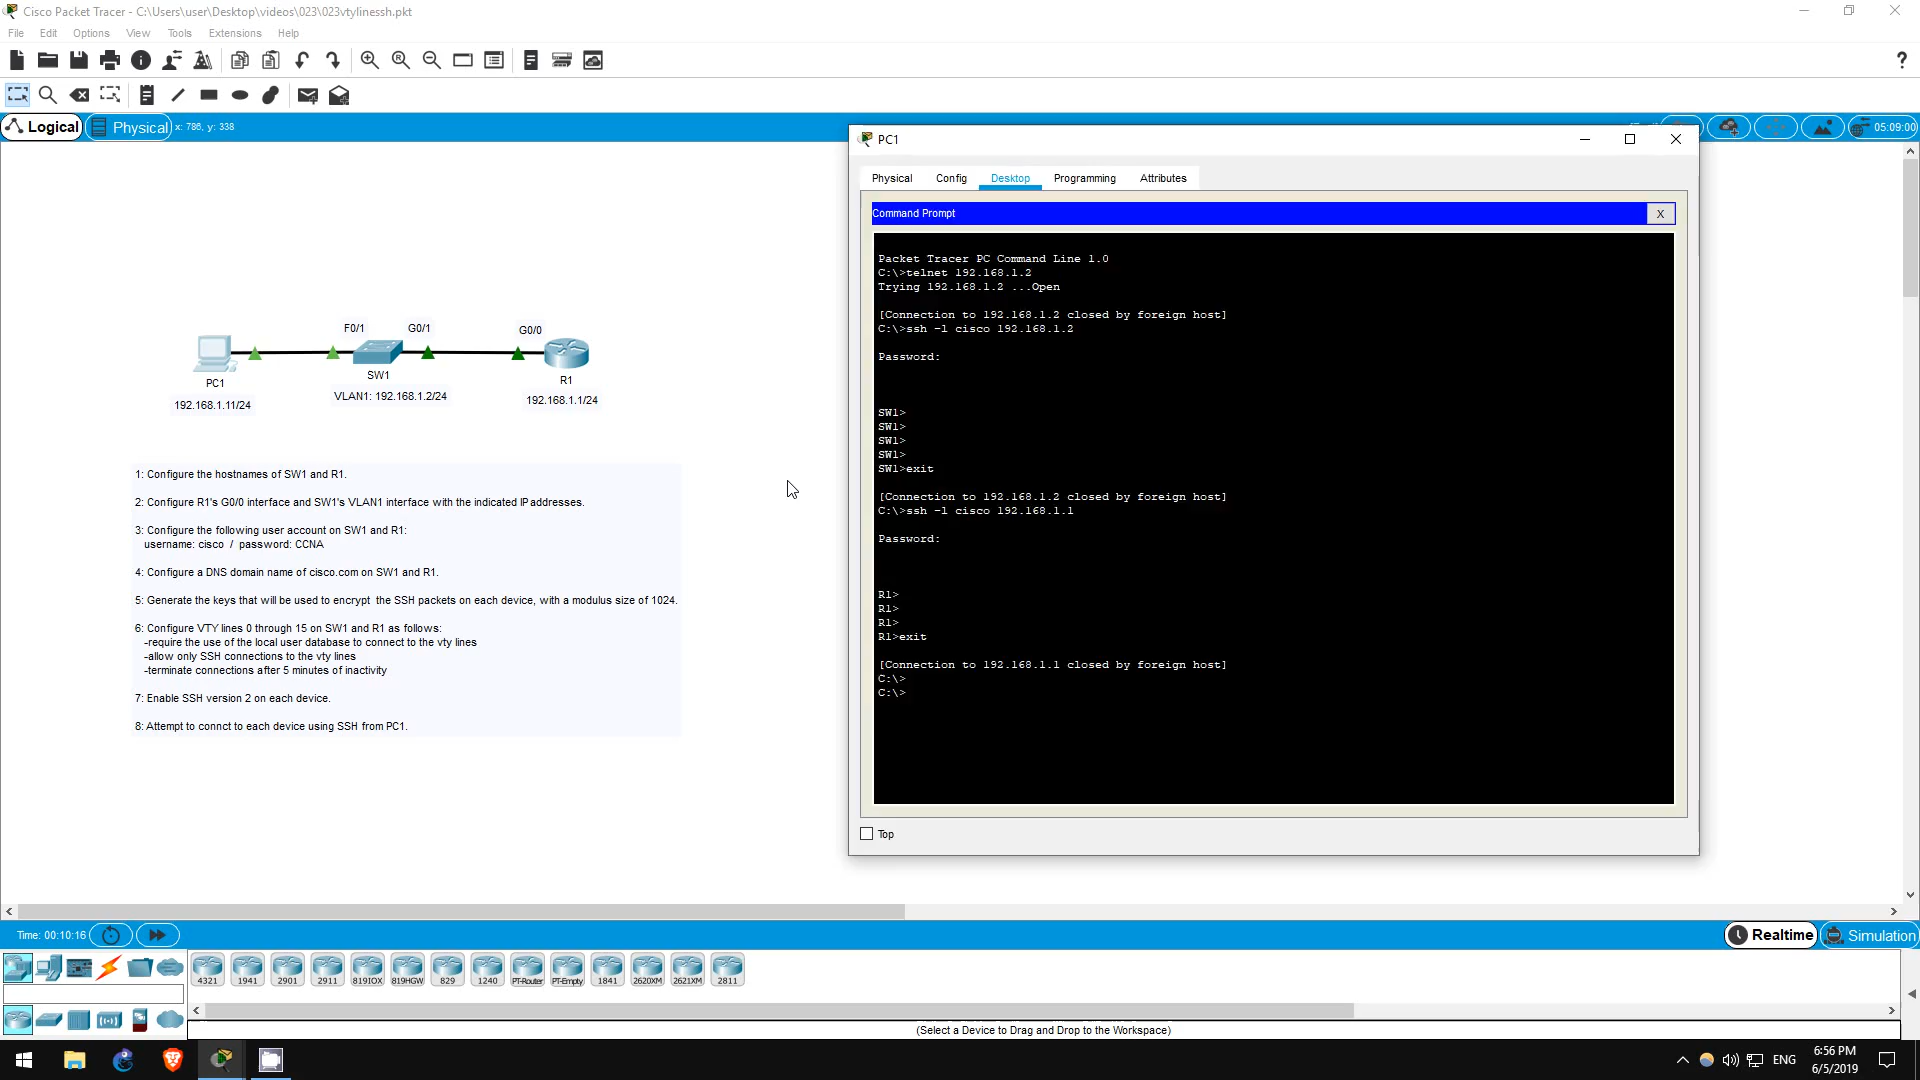 Cisco Packet Tracer - C:\Users\user\Desktop\videos\023\023vtylinessh.pkt
File Edit Options View Tools Extensions Help
Logical Physical x: 786, y: 338
05:09:00
PC1
Physical Config Desktop Programming Attributes
Command Prompt X
Packet Tracer PC Command Line 1.0
C:\>telnet 192.168.1.2
Trying 192.168.1.2 ...Open
[Connection to 192.168.1.2 closed by foreign host]
C:\>ssh -l cisco 192.168.1.2
Password:
SW1>
SW1>
SW1>
SW1>
SW1>exit
[Connection to 192.168.1.2 closed by foreign host]
C:\>ssh -l cisco 192.168.1.1
Password:
R1>
R1>
R1>
R1>exit
[Connection to 192.168.1.1 closed by foreign host]
C:\>
C:\>
Top
F0/1 G0/1 G0/0
PC1 SW1 R1
192.168.1.11/24 VLAN1: 192.168.1.2/24 192.168.1.1/24
1: Configure the hostnames of SW1 and R1.
2: Configure R1's G0/0 interface and SW1's VLAN1 interface with the indicated IP addresses.
3: Configure the following user account on SW1 and R1:
username: cisco / password: CCNA
4: Configure a DNS domain name of cisco.com on SW1 and R1.
5: Generate the keys that will be used to encrypt the SSH packets on each device, with a modulus size of 1024.
6: Configure VTY lines 0 through 15 on SW1 and R1 as follows:
-require the use of the local user database to connect to the vty lines
-allow only SSH connections to the vty lines
-terminate connections after 5 minutes of inactivity
7: Enable SSH version 2 on each device.
8: Attempt to connct to each device using SSH from PC1.
Time: 00:10:16 Realtime Simulation
4321 1941 2901 2911 819IOX 819HGW 829 1240 PT-Router PT-Empty 1841 2620XM 2621XM 2811
(Select a Device to Drag and Drop to the Workspace)
ENG 6:56 PM
6/5/2019